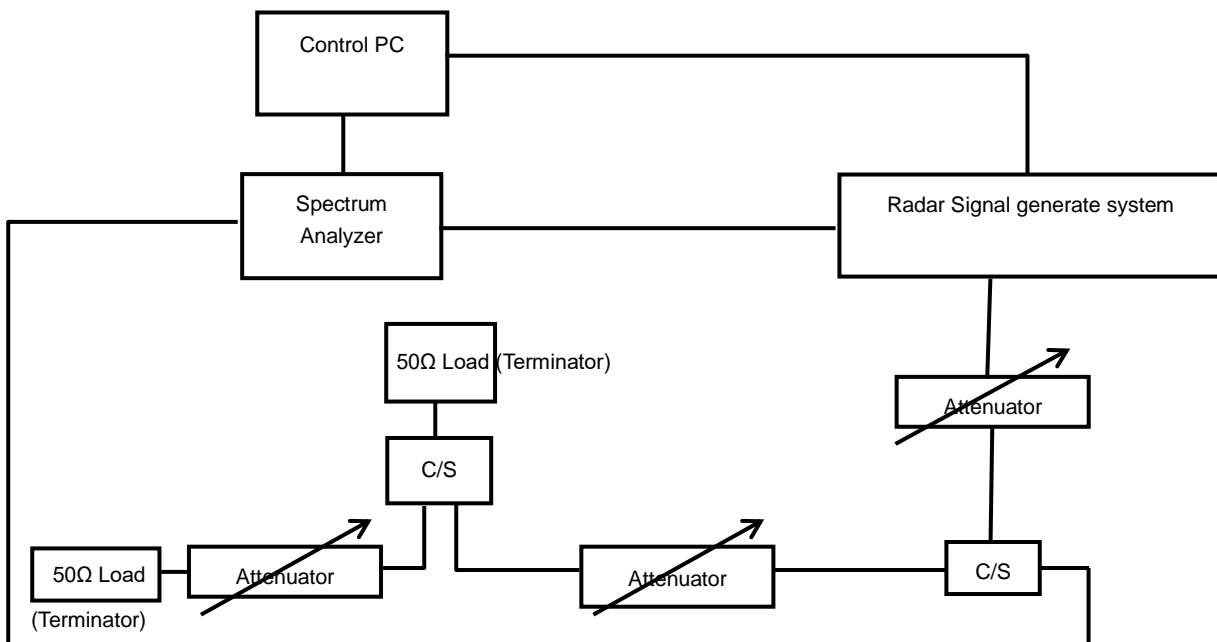 Control PC
Spectrum
Analyzer
Radar Signal generate system
50Ω Load (Terminator)
Attenuator
C/S
50Ω Load
(Terminator)
Attenuator
Attenuator
C/S